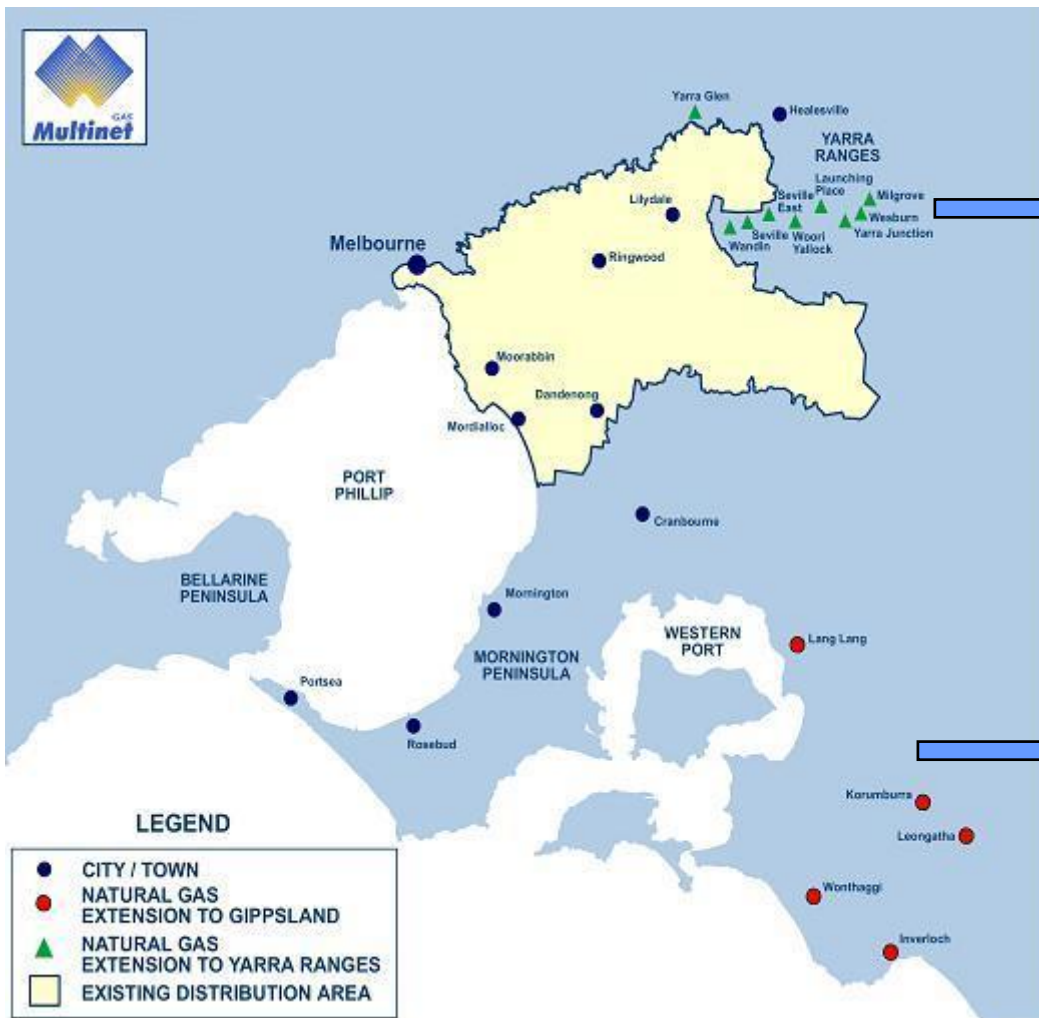 GAS
Multinet
Yarra Glen
Healesville
YARRA
RANGES
Launching
Place
Milgrove
Seville
East
Lilydale
Wesburn
Wandin
Seville
Woori
Yallock
Yarra Junction
Melbourne
Ringwood
Moorabbin
Dandenong
Mordialloc
PORT
PHILLIP
Cranbourne
BELLARINE
PENINSULA
Mornington
WESTERN
PORT
Lang Lang
MORNINGTON
PENINSULA
Portsea
Rosebud
Korumburra
Leongatha
Wonthaggi
Inverloch
LEGEND
CITY / TOWN
NATURAL GAS
EXTENSION TO GIPPSLAND
NATURAL GAS
EXTENSION TO YARRA RANGES
EXISTING DISTRIBUTION AREA